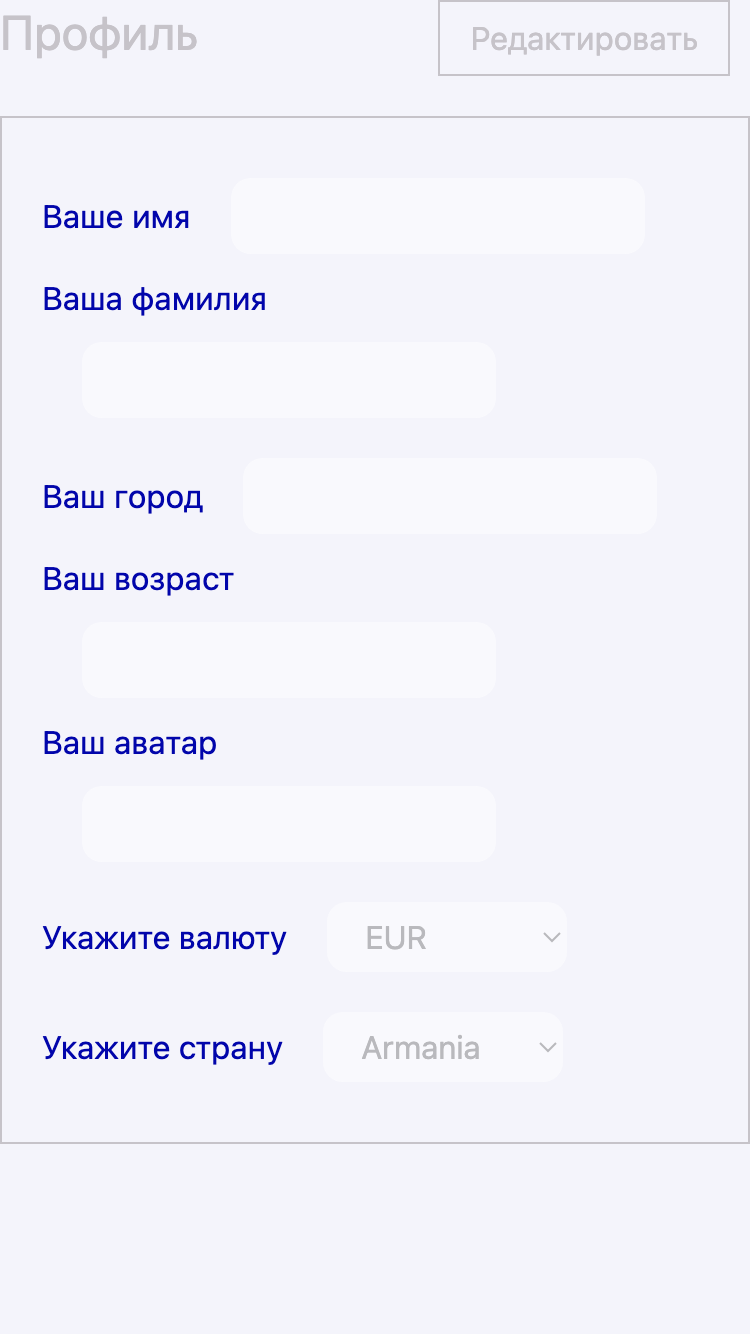 Профиль
Редактировать
Ваше имя
Ваша фамилия
Ваш город
Ваш возраст
Ваш аватар
Укажите валюту EUR
Укажите страну Armania